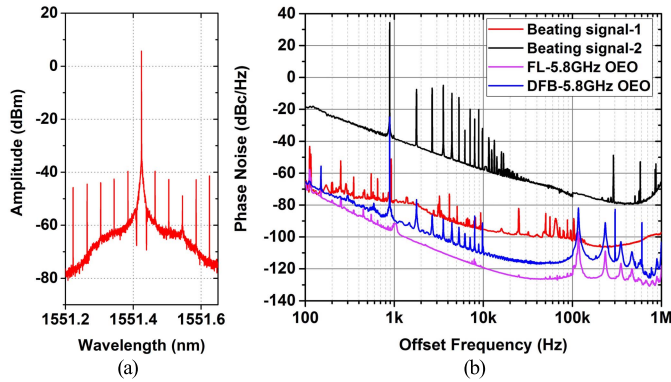 (a)
Amplitude (dBm)
0
-20
-40
-60
-80
1551.2 1551.4 1551.6
Wavelength (nm)
(a)
(b)
Phase Noise (dBc/Hz)
40
20
0
-20
-40
-60
-80
-100
-120
-140
Beating signal-1
Beating signal-2
FL-5.8GHz OEO
DFB-5.8GHz OEO
100 1k 10k 100k 1M
Offset Frequency (Hz)
(b)